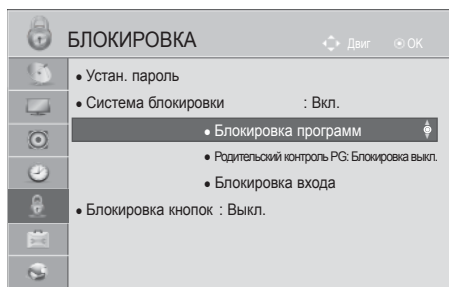 БЛОКИРОВКА Двиг OK
• Устан. пароль
• Система блокировки : Вкл.
• Блокировка программ
• Родительский контроль PG: Блокировка выкл.
• Блокировка входа
• Блокировка кнопок : Выкл.